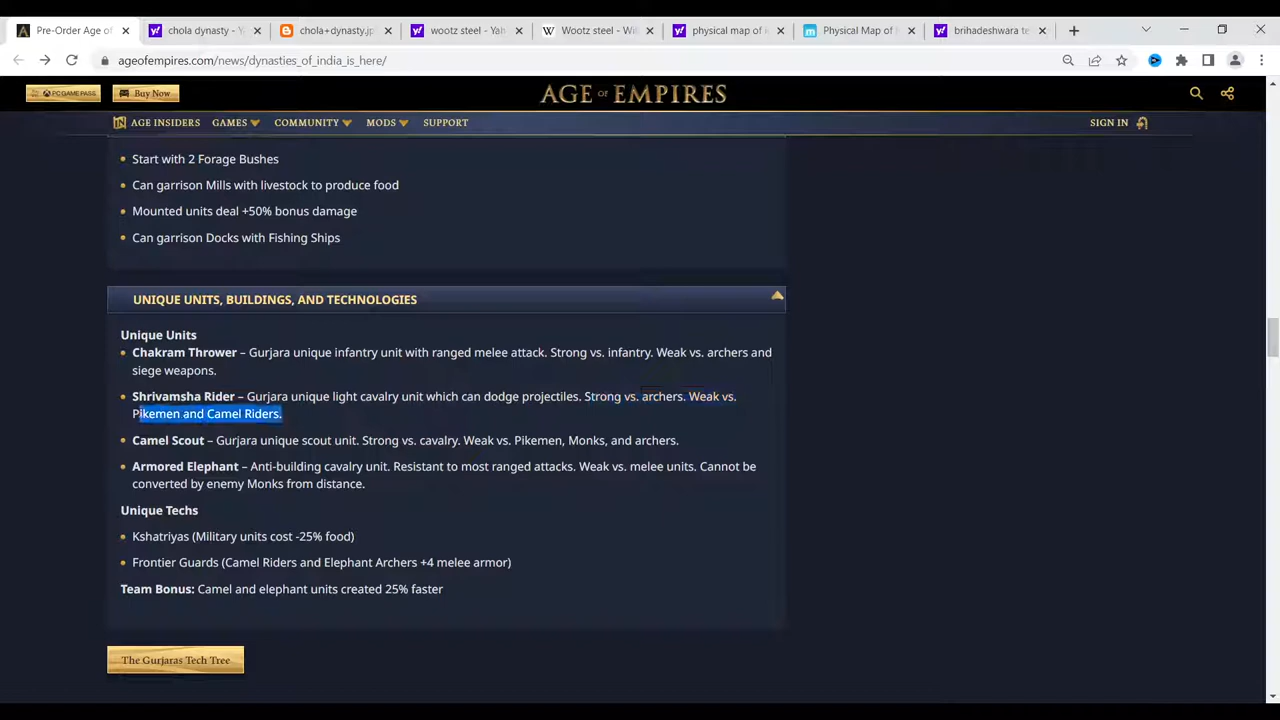 Pre-Order Age of
chola dynasty - Y
chola+dynasty.jp
wootz steel - Yah
Wootz steel - Wi
physical map of i
Physical Map of
brihadeshwara te
ageofempires.com/news/dynasties_of_india_is_here/
PC GAME PASS
Buy Now
AGE OF EMPIRES
AGE INSIDERS
GAMES
COMMUNITY
MODS
SUPPORT
SIGN IN
Start with 2 Forage Bushes
Can garrison Mills with livestock to produce food
Mounted units deal +50% bonus damage
Can garrison Docks with Fishing Ships
UNIQUE UNITS, BUILDINGS, AND TECHNOLOGIES
Unique Units
Chakram Thrower – Gurjara unique infantry unit with ranged melee attack. Strong vs. infantry. Weak vs. archers and
siege weapons.
Shrivamsha Rider – Gurjara unique light cavalry unit which can dodge projectiles. Strong vs. archers. Weak vs.
Pikemen and Camel Riders.
Camel Scout – Gurjara unique scout unit. Strong vs. cavalry. Weak vs. Pikemen, Monks, and archers.
Armored Elephant – Anti-building cavalry unit. Resistant to most ranged attacks. Weak vs. melee units. Cannot be
converted by enemy Monks from distance.
Unique Techs
Kshatriyas (Military units cost -25% food)
Frontier Guards (Camel Riders and Elephant Archers +4 melee armor)
Team Bonus: Camel and elephant units created 25% faster
The Gurjaras Tech Tree